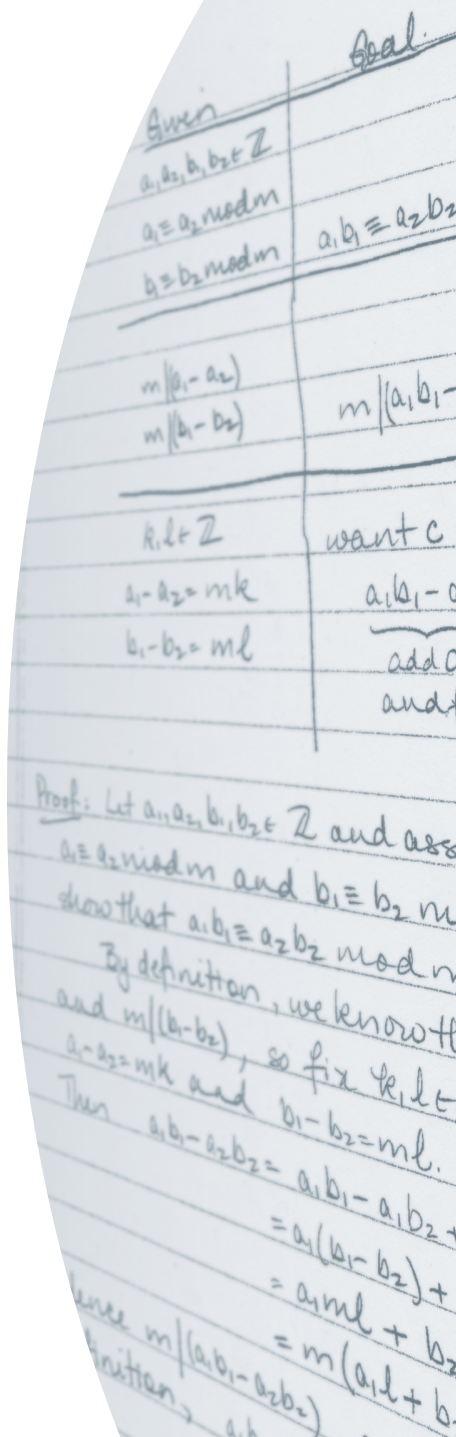 Given Goal.
a₁, a₂, b₁, b₂ ∈ ℤ
a₁ ≡ a₂ mod m
b₁ ≡ b₂ mod m a₁b₁ ≡ a₂b₂
m | (a₁ - a₂)
m | (b₁ - b₂) m | (a₁b₁ -
k, l ∈ ℤ want c
a₁ - a₂ = mk a₁b₁ - a
b₁ - b₂ = ml add
and
Proof: Let a₁, a₂, b₁, b₂ ∈ ℤ and ass
a₁ ≡ a₂ mod m and b₁ ≡ b₂ m
show that a₁b₁ ≡ a₂b₂ mod m
By definition, we know th
and m | (b₁ - b₂), so fix k, l ∈
a₁ - a₂ = mk and b₁ - b₂ = ml.
Then a₁b₁ - a₂b₂ = a₁b₁ - a₁b₂ +
= a₁(b₁ - b₂) +
= a₁ml + b₂
= m(a₁l + b
ence m | (a₁b₁ - a₂b₂)
inition, a₁b